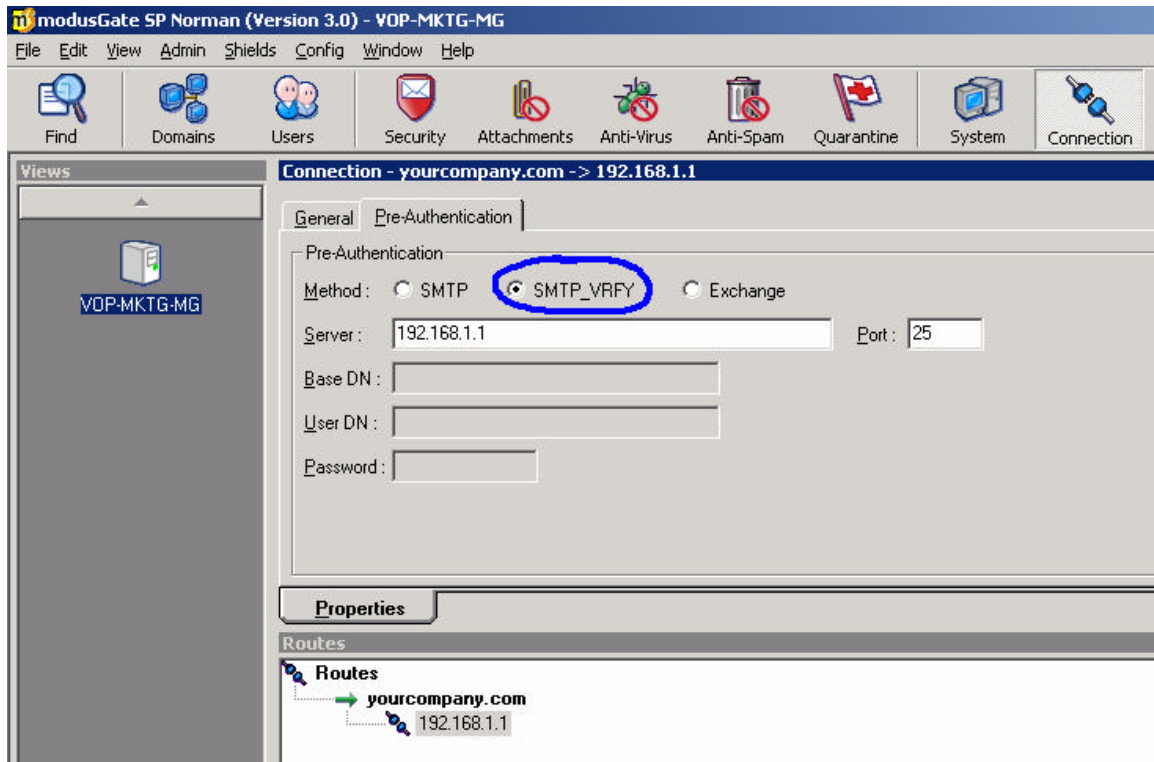 modusGate SP Norman (Version 3.0) - VOP-MKTG-MG
File Edit View Admin Shields Config Window Help
Find Domains Users Security Attachments Anti-Virus Anti-Spam Quarantine System Connection
Views
VOP-MKTG-MG
Connection - yourcompany.com -> 192.168.1.1
General Pre-Authentication
Pre-Authentication
Method : SMTP SMTP_VRFY Exchange
Server : 192.168.1.1 Port : 25
Base DN :
User DN :
Password :
Properties
Routes
Routes
yourcompany.com
192.168.1.1